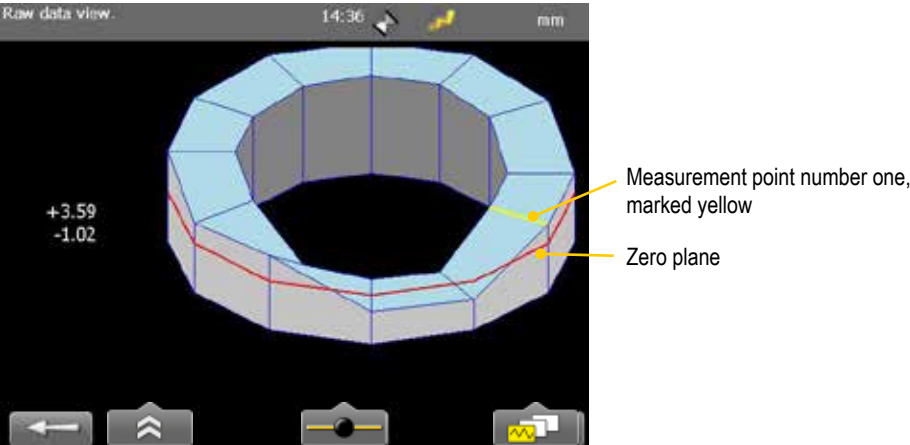 Raw data view.
14:36
mm
+3.59
-1.02
Measurement point number one,
marked yellow
Zero plane